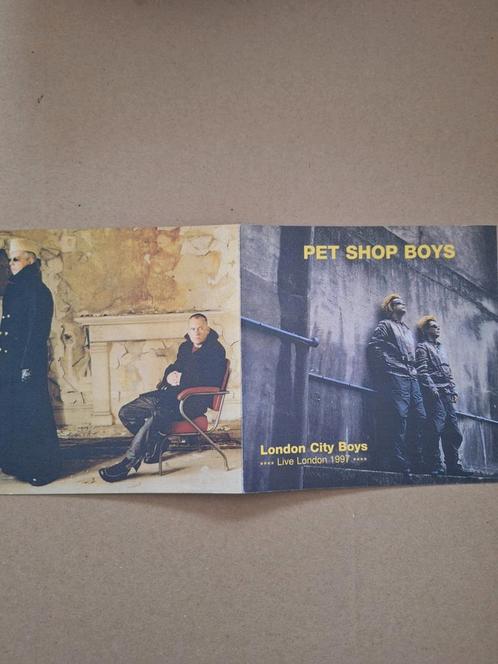 PET SHOP BOYS
London City Boys
**** Live London 1997 ****